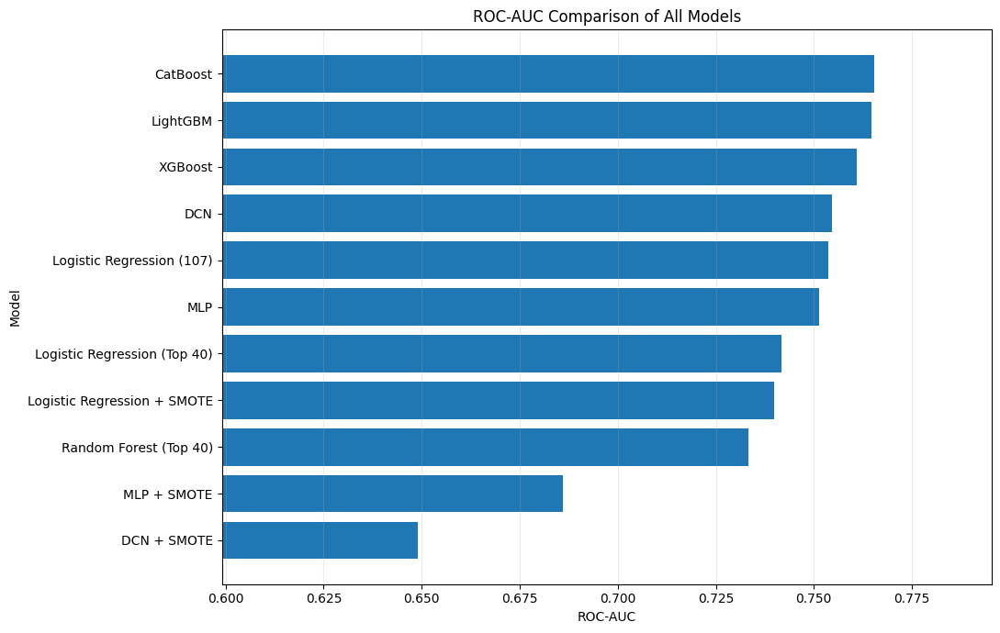 ROC-AUC Comparison of All Models
CatBoost
LightGBM
XGBoost
DCN
Logistic Regression (107)
MLP
Logistic Regression (Top 40)
Logistic Regression + SMOTE
Random Forest (Top 40)
MLP + SMOTE
DCN + SMOTE
Model
0.600 0.625 0.650 0.675 0.700 0.725 0.750 0.775
ROC-AUC